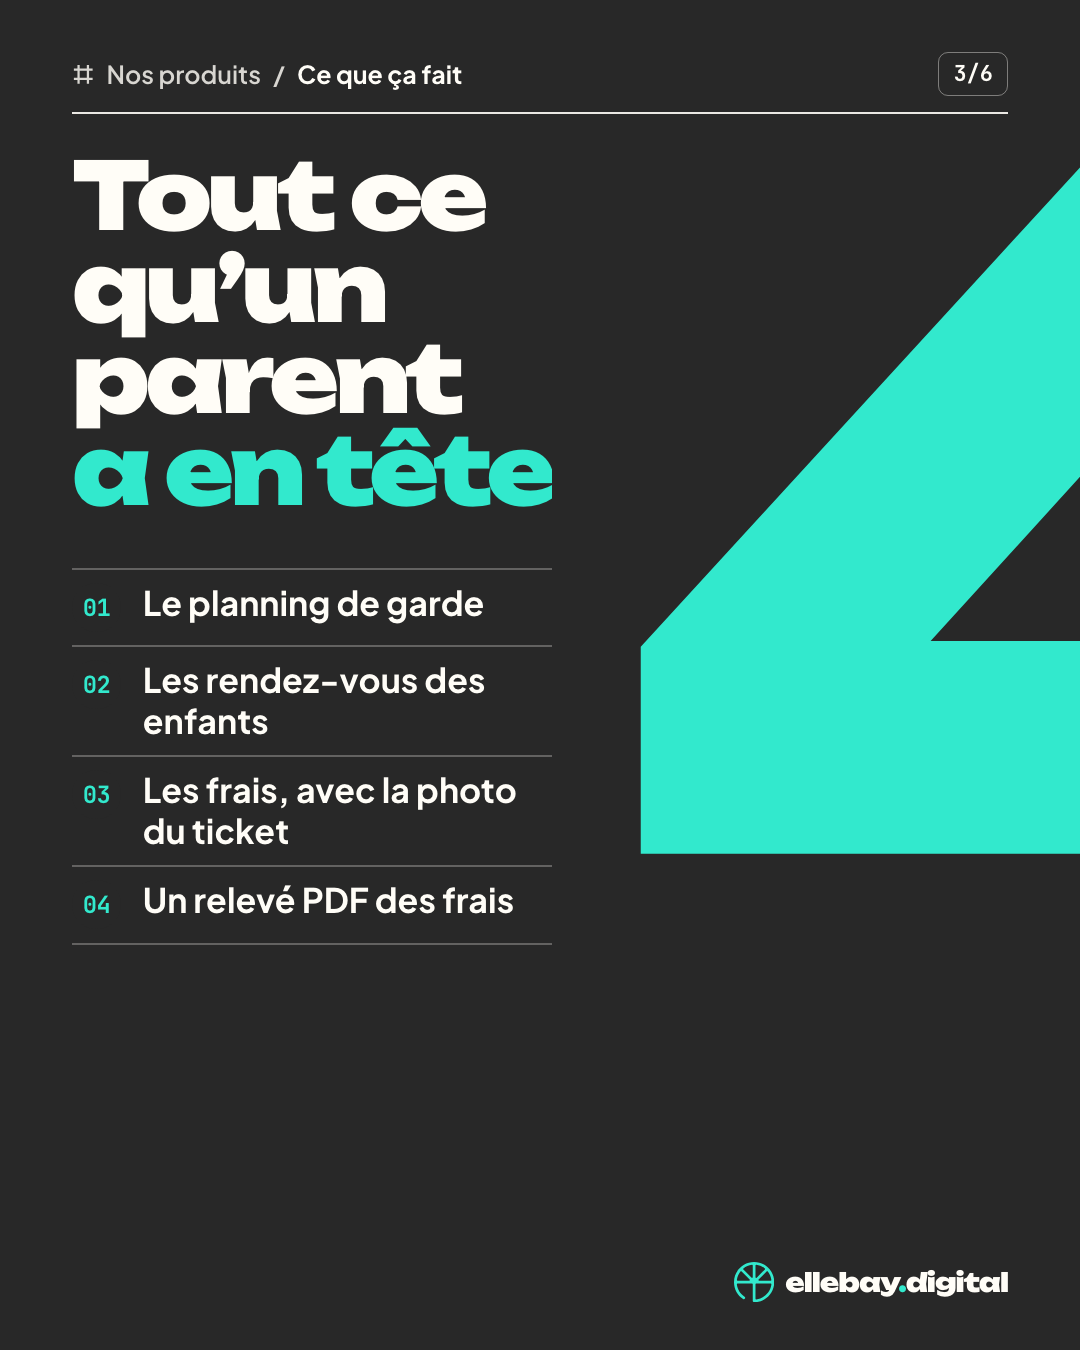 # Nos produits / Ce que ça fait
3/6
Tout ce
qu’un
parent
a en tête
01 Le planning de garde
02 Les rendez-vous des
enfants
03 Les frais, avec la photo
du ticket
04 Un relevé PDF des frais
4
ellebay.digital